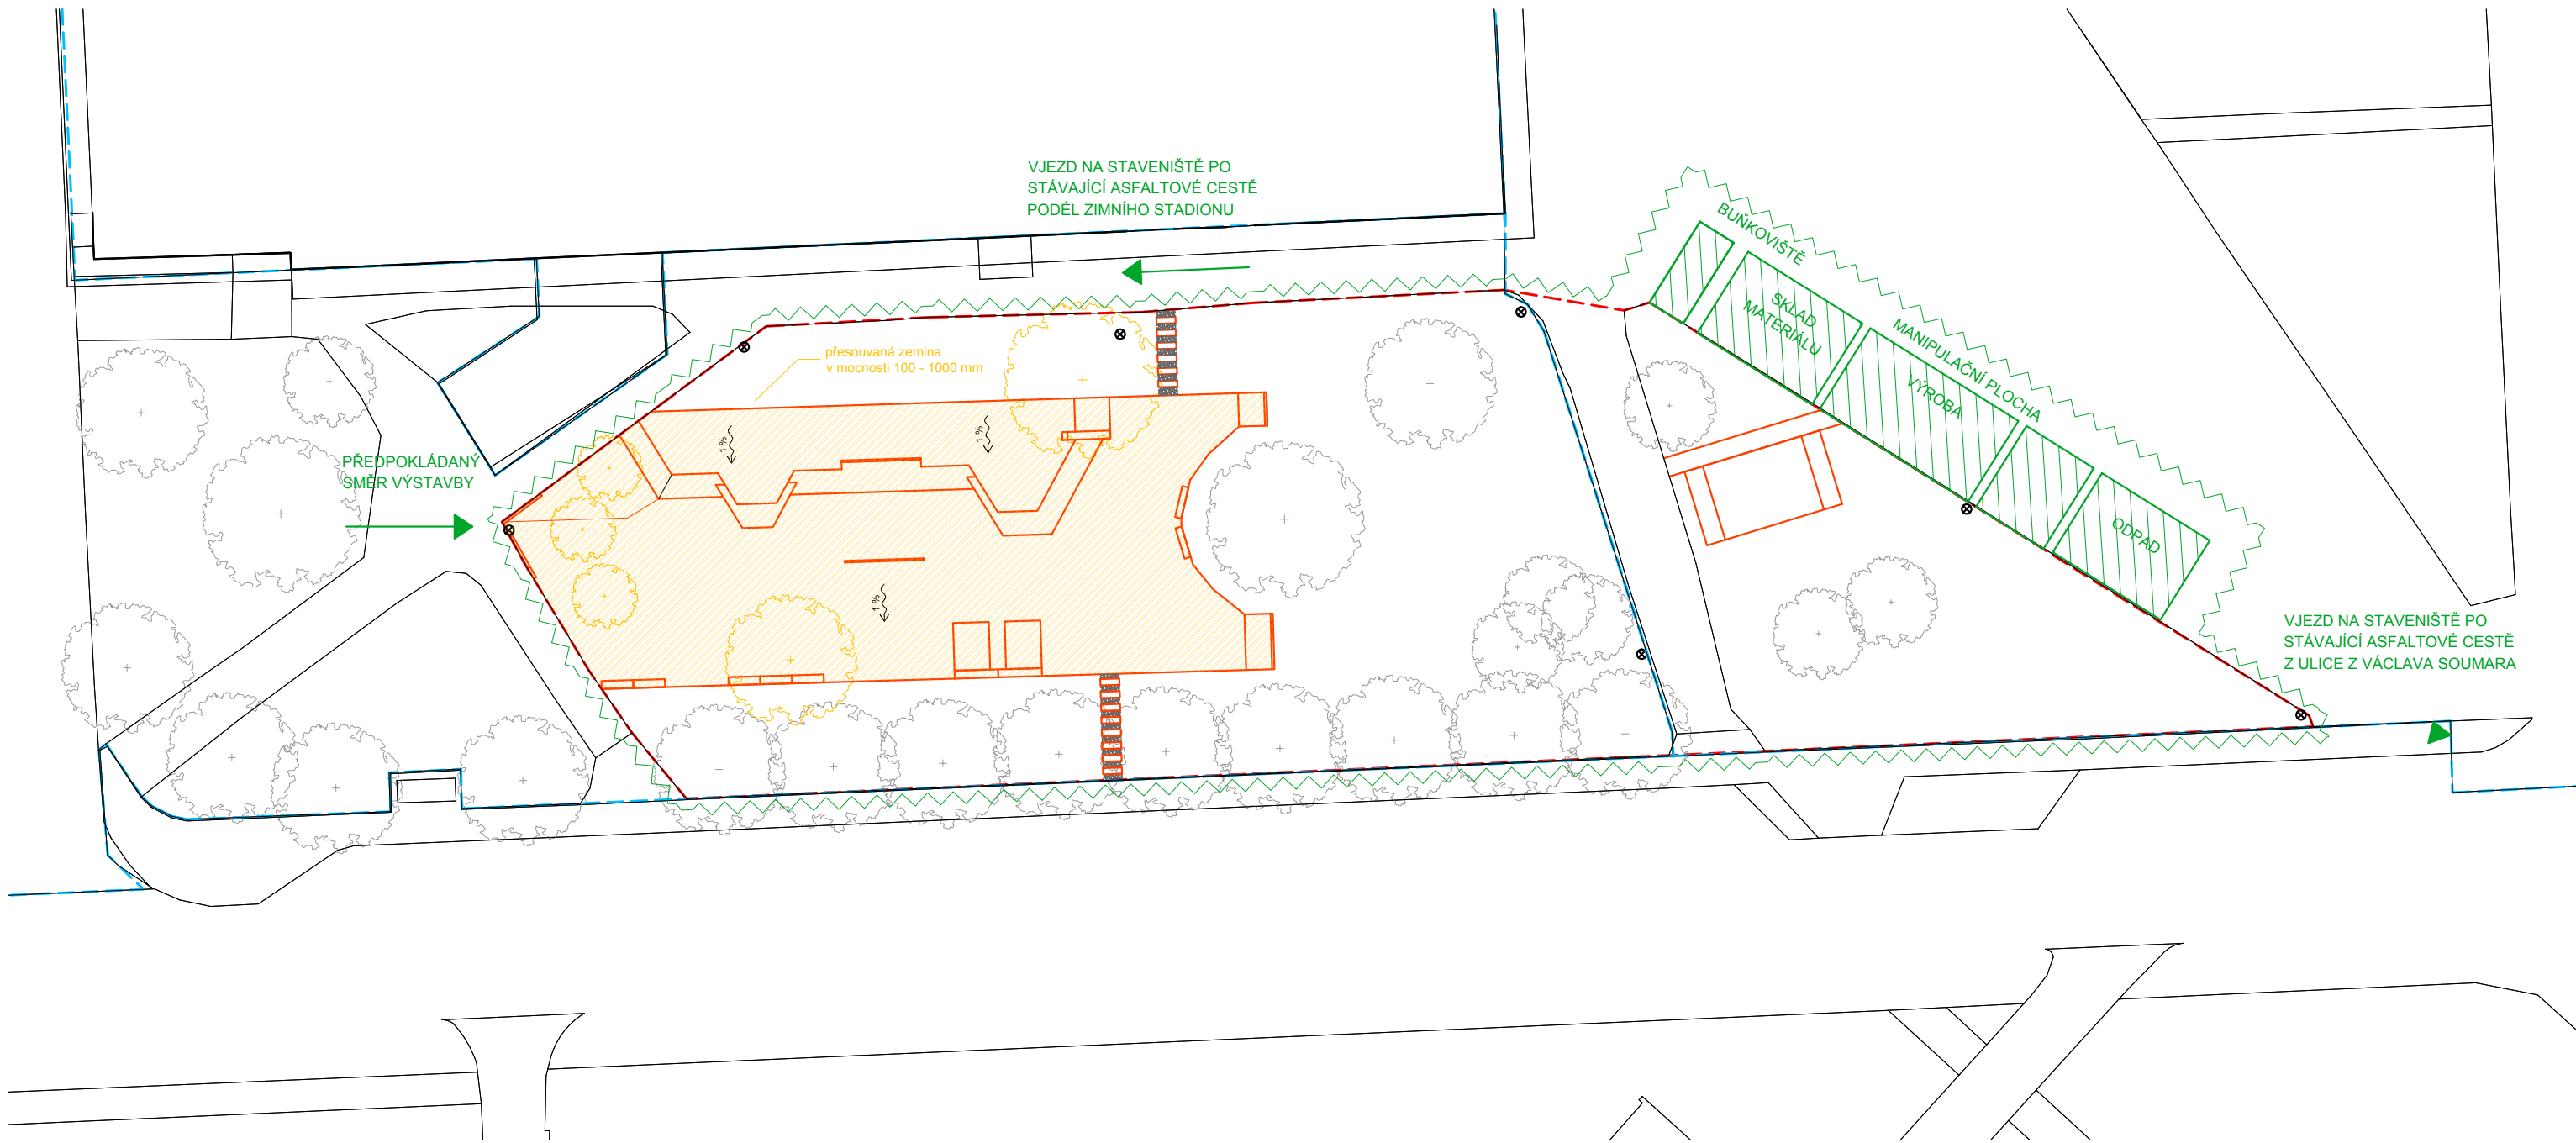 VJEZD NA STAVENIŠTĚ PO
STÁVAJÍCÍ ASFALTOVÉ CESTĚ
PODÉL ZIMNÍHO STADIONU
BUŇKOVIŠTĚ
SKLAD
MATERIÁLU
MANIPULAČNÍ PLOCHA
VÝROBA
ODPAD
přesouvaná zemina
v mocnosti 100 - 1000 mm
1 %
1 %
1 %
PŘEDPOKLÁDANÝ
SMĚR VÝSTAVBY
VJEZD NA STAVENIŠTĚ PO
STÁVAJÍCÍ ASFALTOVÉ CESTĚ
Z ULICE Z VÁCLAVA SOUMARA